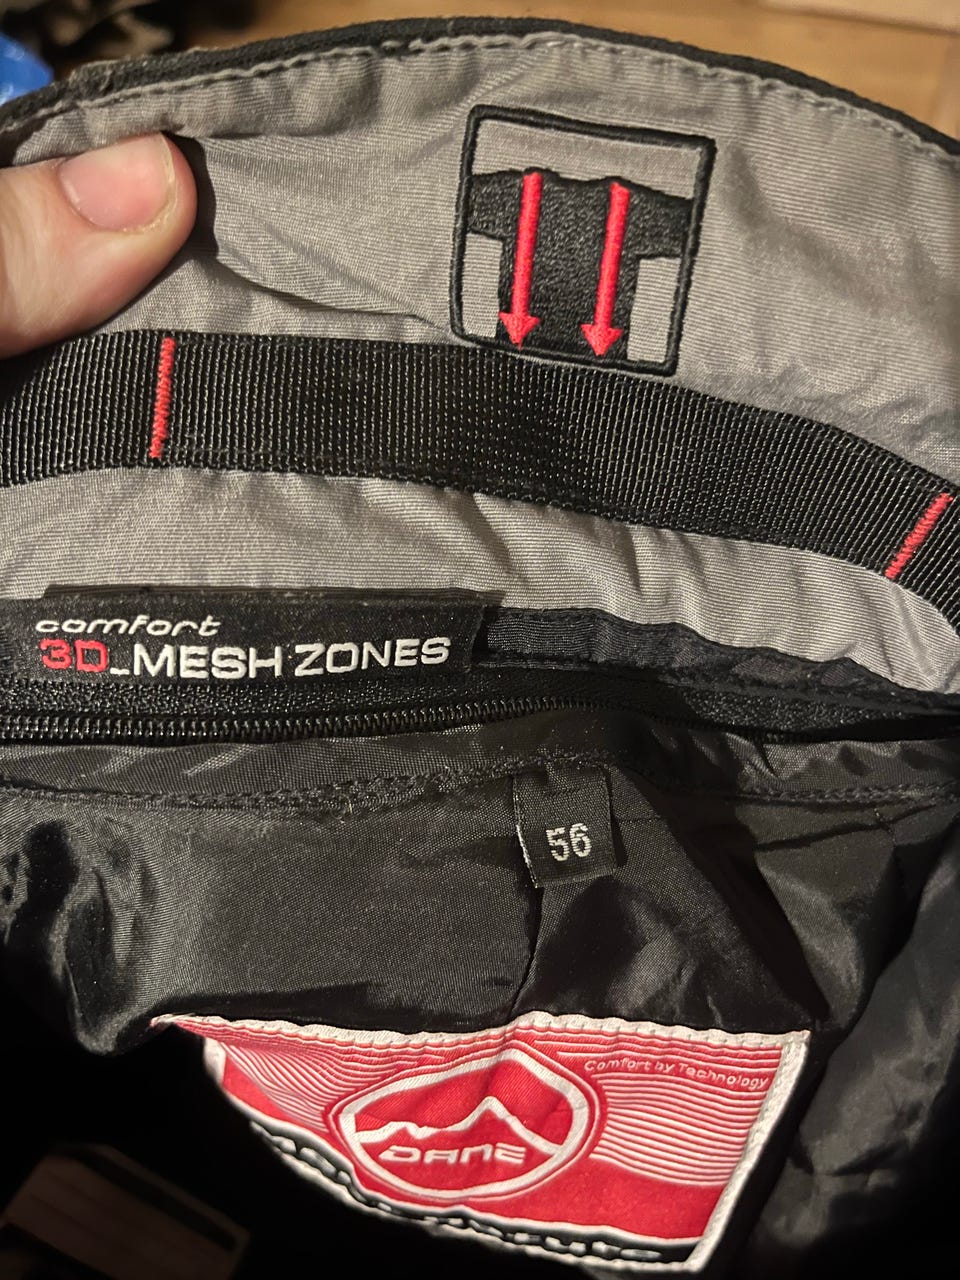 comfort
3D_MESH ZONES
56
Comfort by Technology
DANE